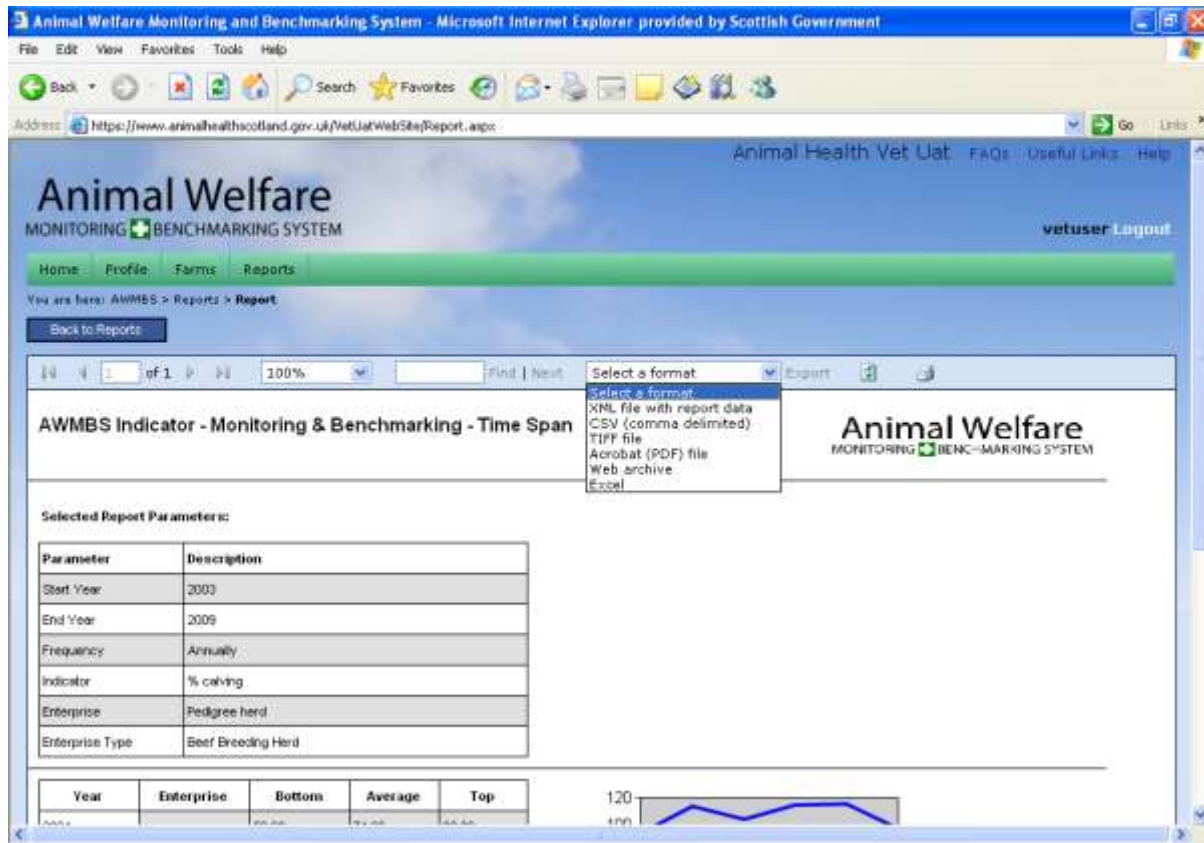 Animal Welfare Monitoring and Benchmarking System - Microsoft Internet Explorer provided by Scottish Government
File Edit View Favorites Tools Help
Back Search Favorites
Address https://www.animalhealthscotland.gov.uk/VetUatWebSite/Report.aspx Go Links
Animal Health Vet Uat FAQs Useful Links Help
Animal Welfare
MONITORING BENCHMARKING SYSTEM
vetuser Logout
Home Profile Farms Reports
You are here: AWMBS > Reports > Report
Back to Reports
1 of 1 100% Find | Next Select a format Export
Select a format
XML file with report data
CSV (comma delimited)
TIFF file
Acrobat (PDF) file
Web archive
Excel
AWMBS Indicator - Monitoring & Benchmarking - Time Span
Animal Welfare
MONITORING BENCHMARKING SYSTEM
Selected Report Parameters:
Parameter Description
Start Year 2003
End Year 2009
Frequency Annually
Indicator % calving
Enterprise Pedigree herd
Enterprise Type Beef Breeding Herd
Year Enterprise Bottom Average Top
120
100